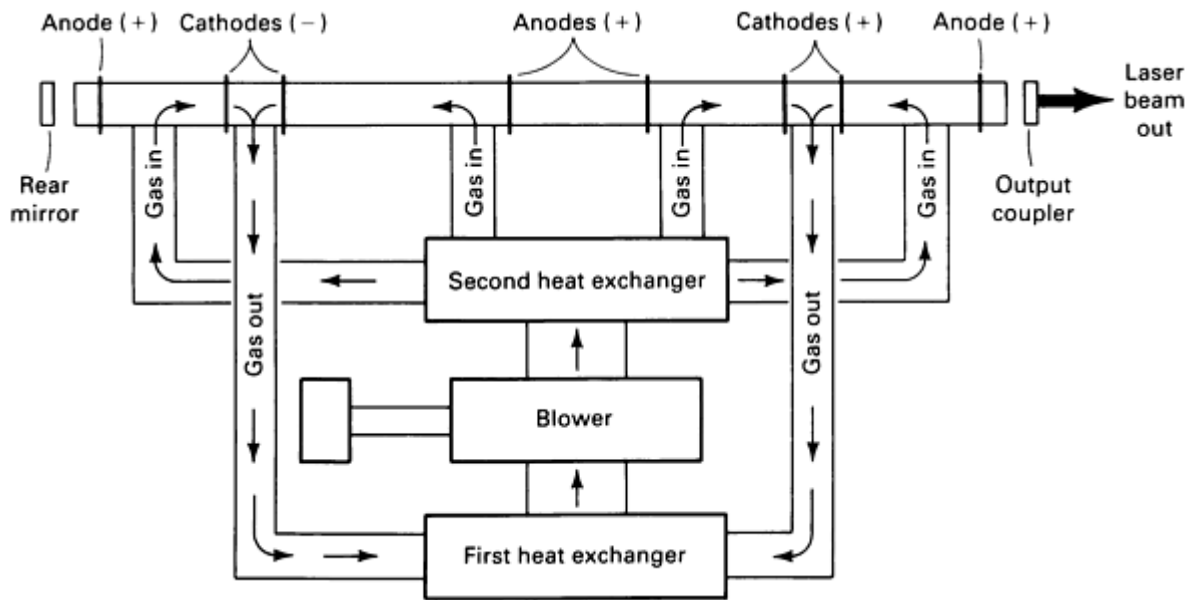 Anode (+)
Cathodes (−)
Anodes (+)
Cathodes (+)
Anode (+)
Laser
beam
out
Rear
mirror
Gas in
Gas in
Gas in
Gas in
Output
coupler
Second heat exchanger
Gas out
Gas out
Blower
First heat exchanger